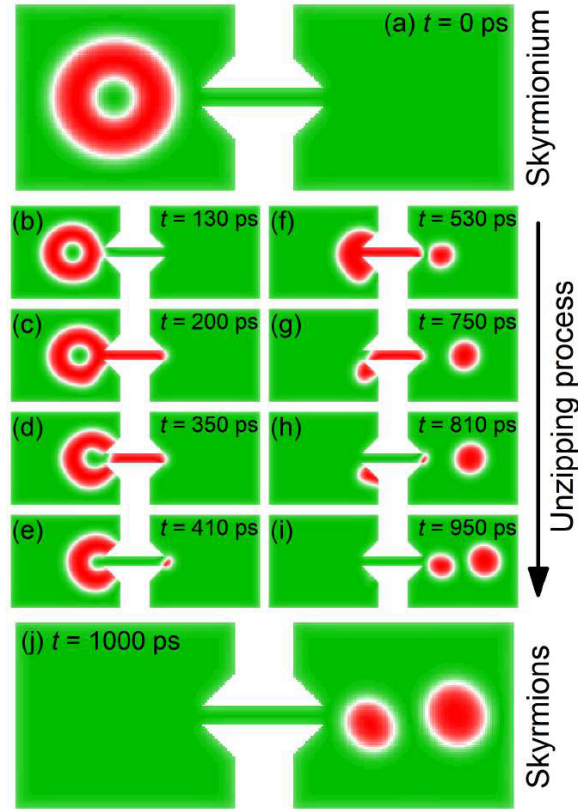 (a) t = 0 ps
Skyrmionium
(b) t = 130 ps
(c) t = 200 ps
(d) t = 350 ps
(e) t = 410 ps
(f) t = 530 ps
(g) t = 750 ps
(h) t = 810 ps
(i) t = 950 ps
Unzipping process
(j) t = 1000 ps
Skyrmions